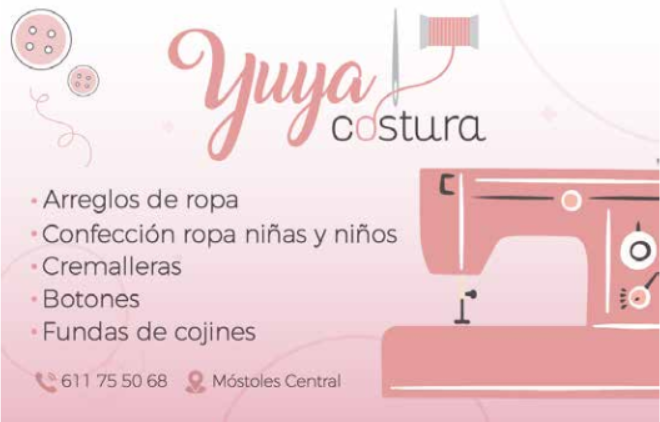 Yuya
costura
• Arreglos de ropa
• Confección ropa niñas y niños
• Cremalleras
• Botones
• Fundas de cojines
611 75 50 68 Móstoles Central